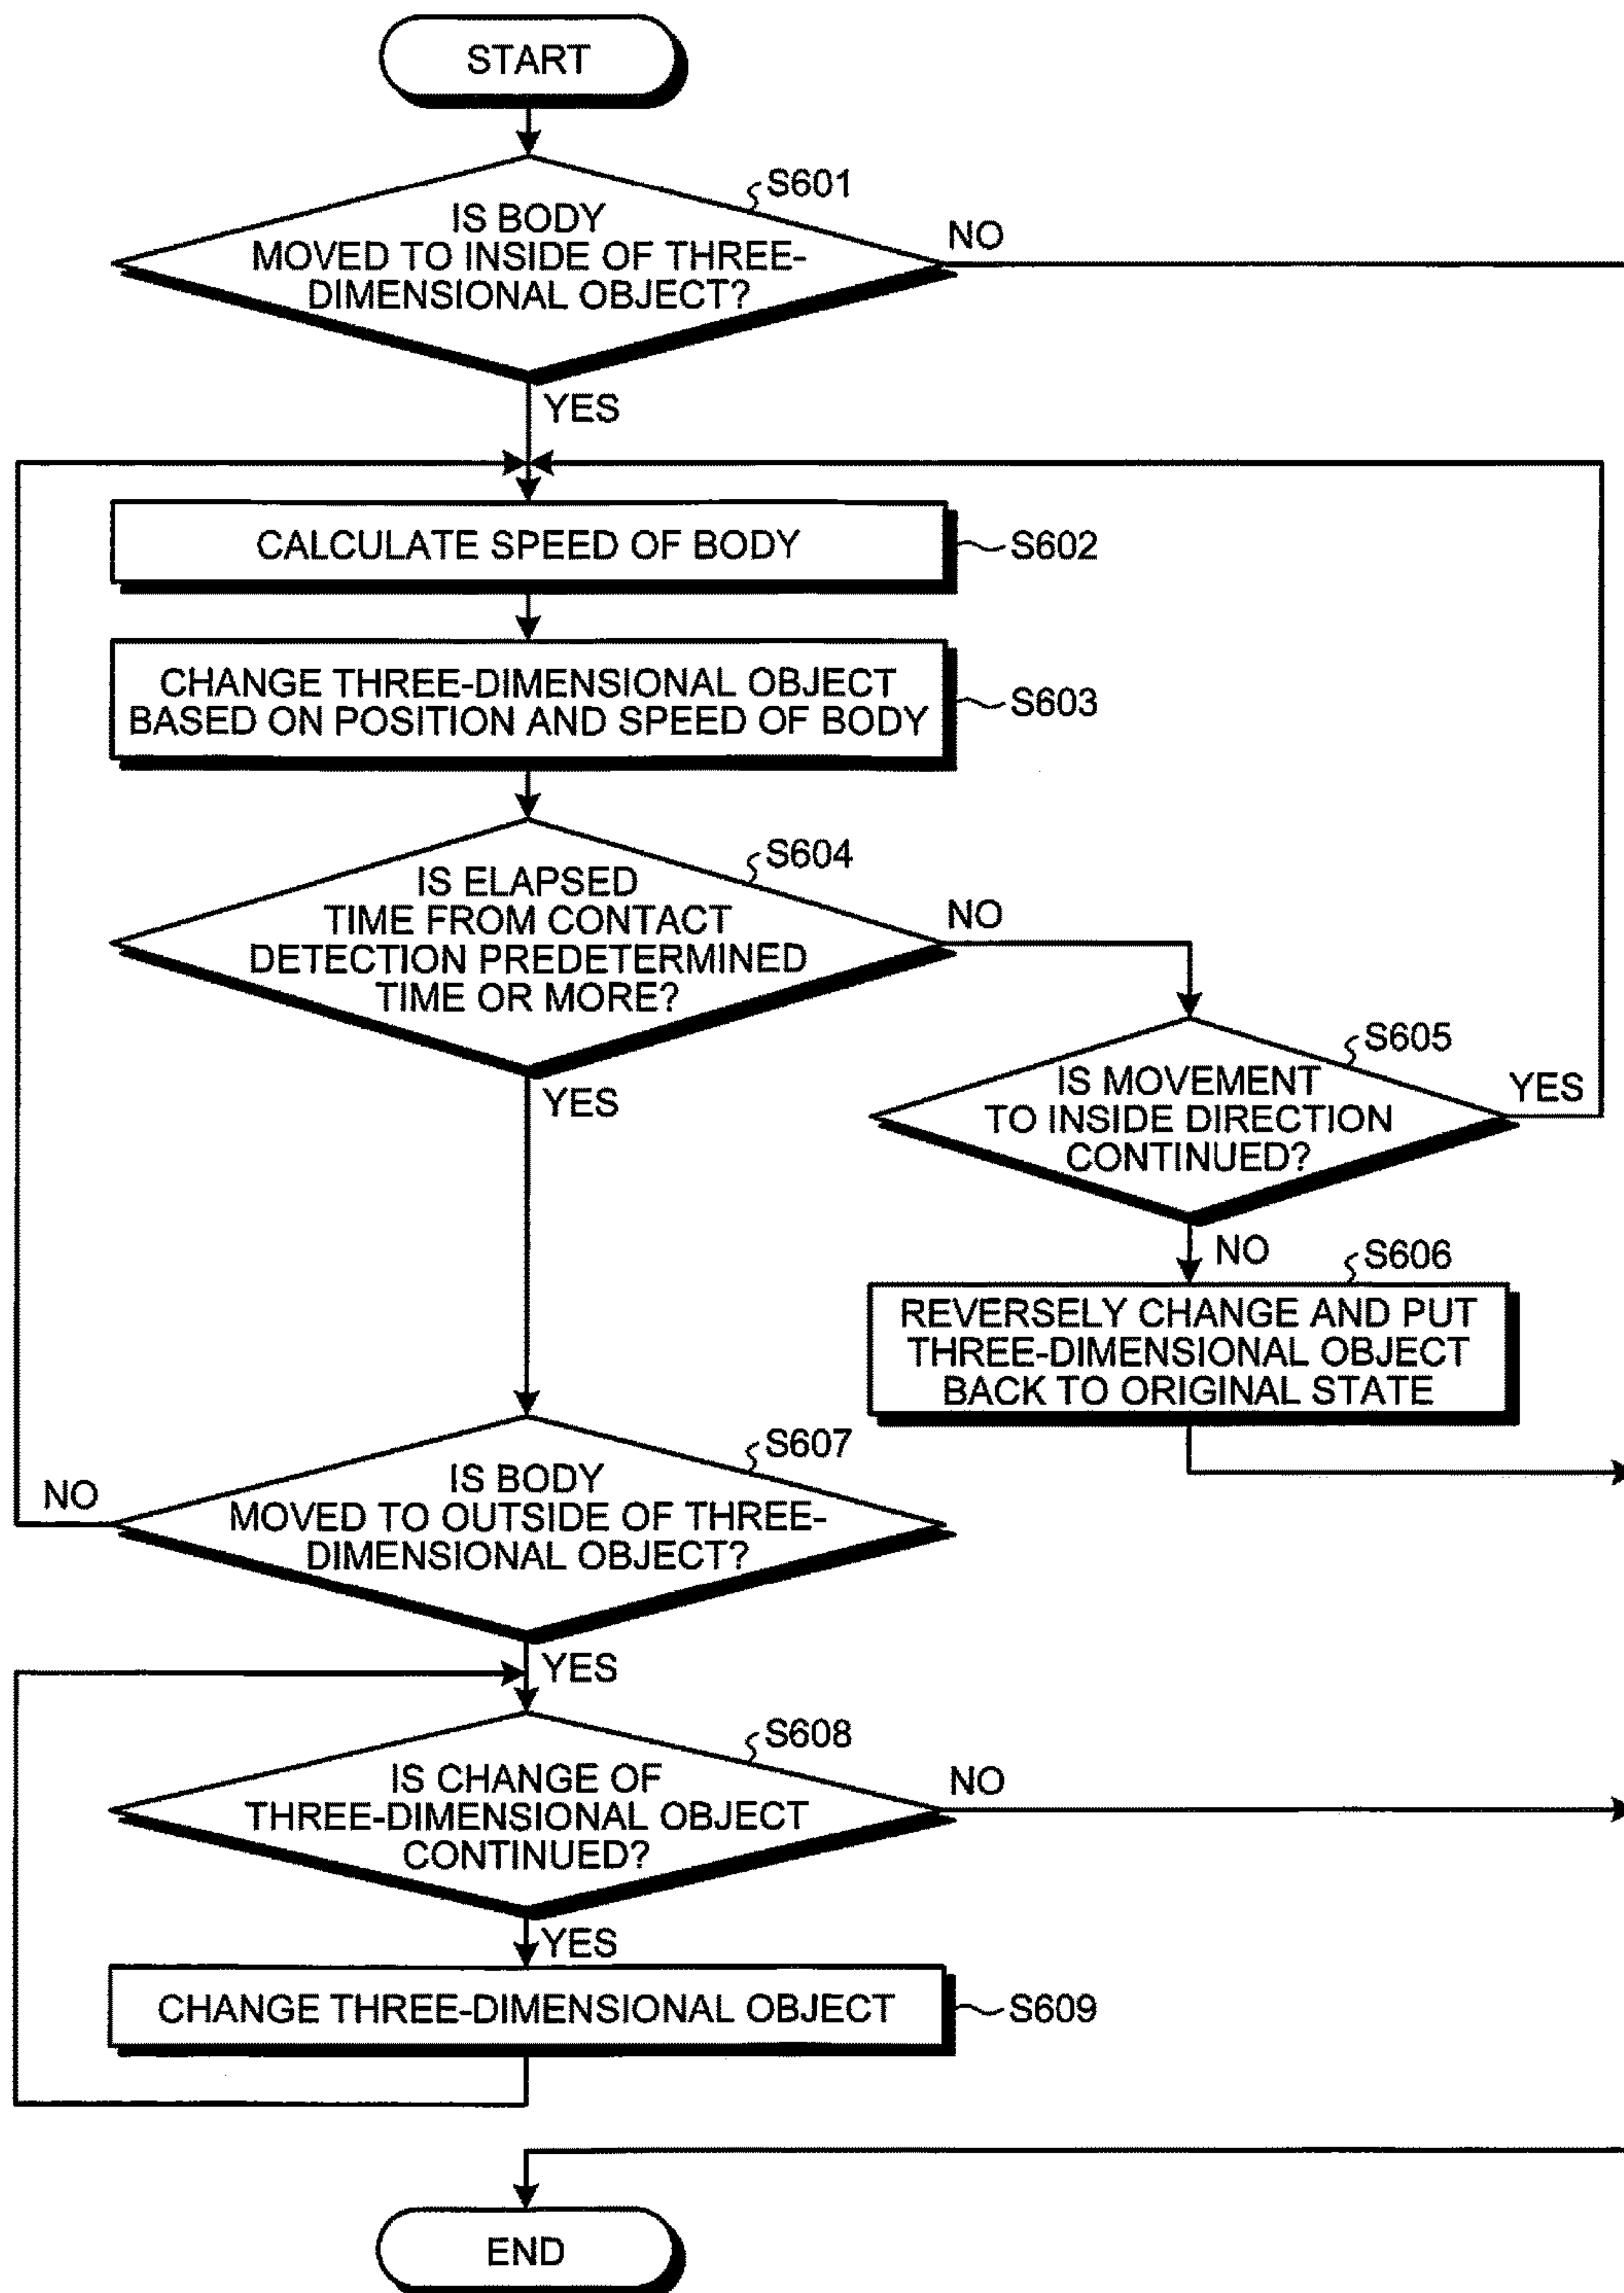 START
S601
IS BODY
MOVED TO INSIDE OF THREE-
DIMENSIONAL OBJECT?
NO
YES
CALCULATE SPEED OF BODY
S602
CHANGE THREE-DIMENSIONAL OBJECT
BASED ON POSITION AND SPEED OF BODY
S603
S604
IS ELAPSED
TIME FROM CONTACT
DETECTION PREDETERMINED
TIME OR MORE?
NO
YES
S605
IS MOVEMENT
TO INSIDE DIRECTION
CONTINUED?
YES
NO
S606
REVERSELY CHANGE AND PUT
THREE-DIMENSIONAL OBJECT
BACK TO ORIGINAL STATE
S607
IS BODY
MOVED TO OUTSIDE OF THREE-
DIMENSIONAL OBJECT?
NO
YES
S608
IS CHANGE OF
THREE-DIMENSIONAL OBJECT
CONTINUED?
NO
YES
CHANGE THREE-DIMENSIONAL OBJECT
S609
END